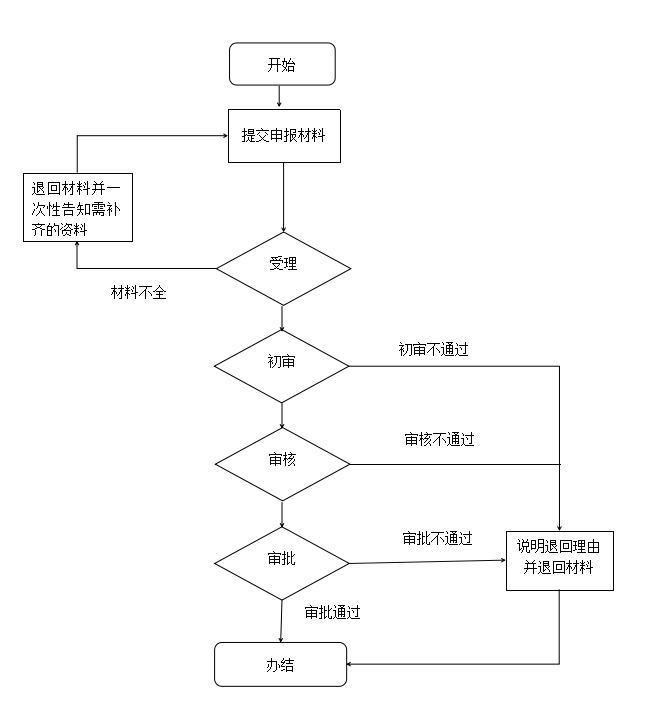 开始
提交申报材料
退回材料并一
次性告知需补
齐的资料
受理
材料不全
初审
初审不通过
审核不通过
审核
审批不通过
审批
说明退回理由
并退回材料
审批通过
办结